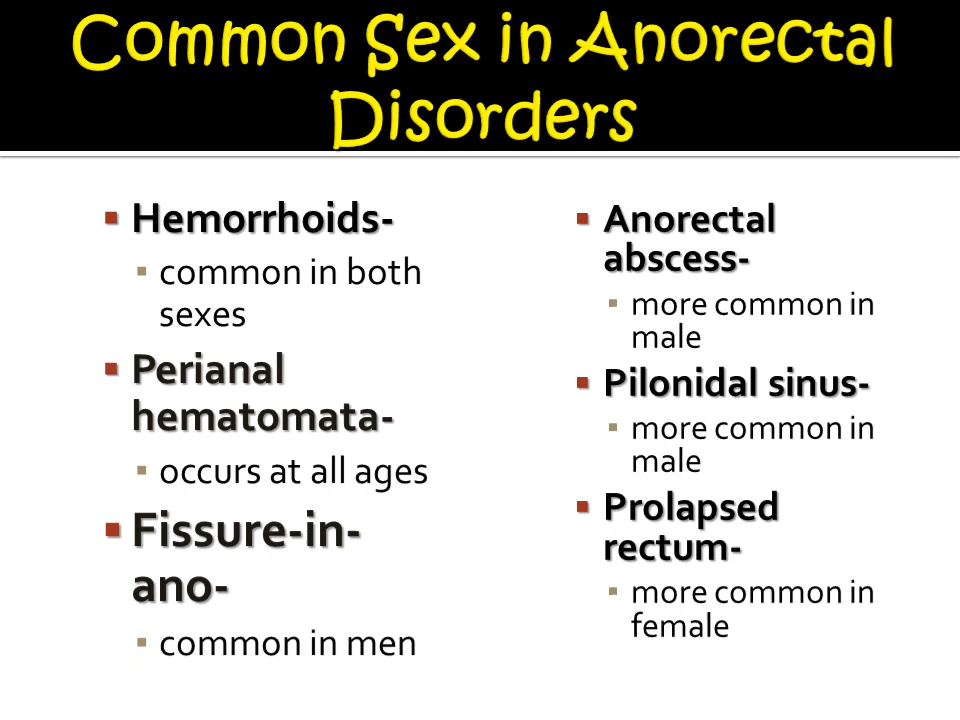 Common Sex in Anorectal
Disorders
▪ Hemorrhoids-
▪ common in both
sexes
▪ Perianal
hematomata-
▪ occurs at all ages
▪ Fissure-in-
ano-
▪ common in men
▪ Anorectal
abscess-
▪ more common in
male
▪ Pilonidal sinus-
▪ more common in
male
▪ Prolapsed
rectum-
▪ more common in
female